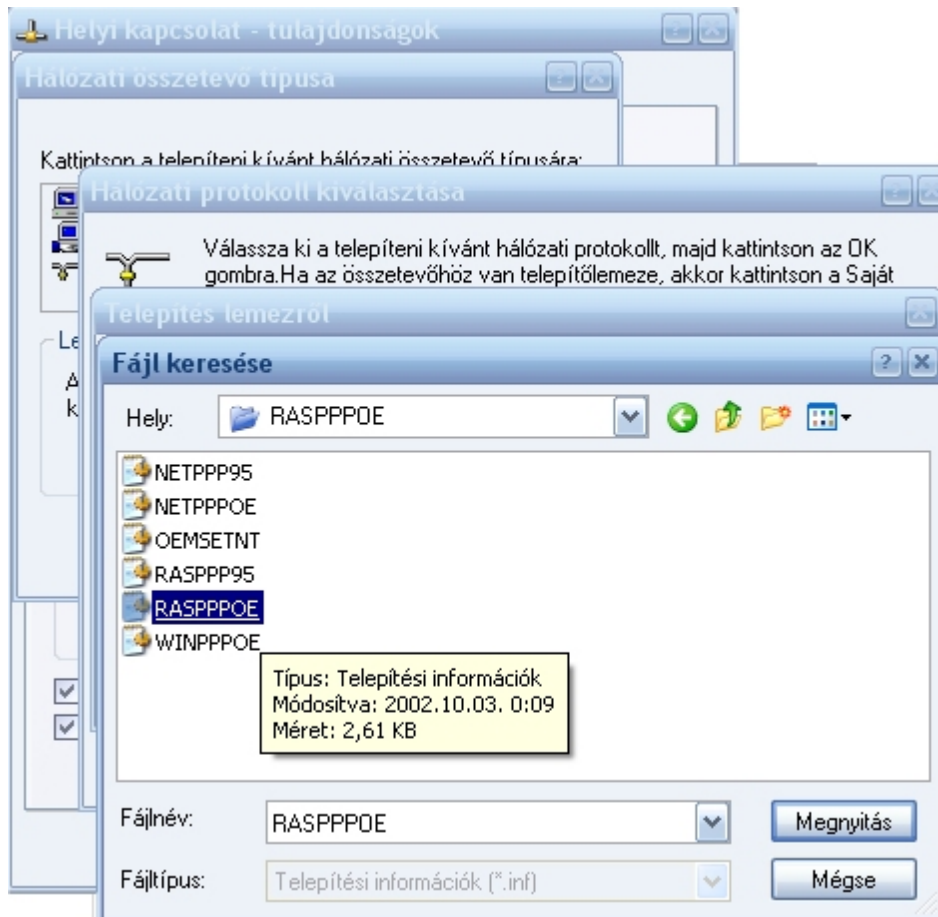 Helyi kapcsolat - tulajdonságok
Hálózati összetevő típusa
Kattintson a telepíteni kívánt hálózati összetevő típusára:
Hálózati protokoll kiválasztása
Válassza ki a telepíteni kívánt hálózati protokollt, majd kattintson az OK
gombra.Ha az összetevőhöz van telepítőlemeze, akkor kattintson a Saját
Telepítés lemezről
Le
A
k
Fájl keresése
Hely:
RASPPPOE
NETPPP95
NETPPPOE
OEMSETNT
RASPPP95
RASPPPOE
WINPPPOE
Típus: Telepítési információk
Módosítva: 2002.10.03. 0:09
Méret: 2,61 KB
Fájlnév:
RASPPPOE
Megnyitás
Fájltípus:
Telepítési információk (*.inf)
Mégse